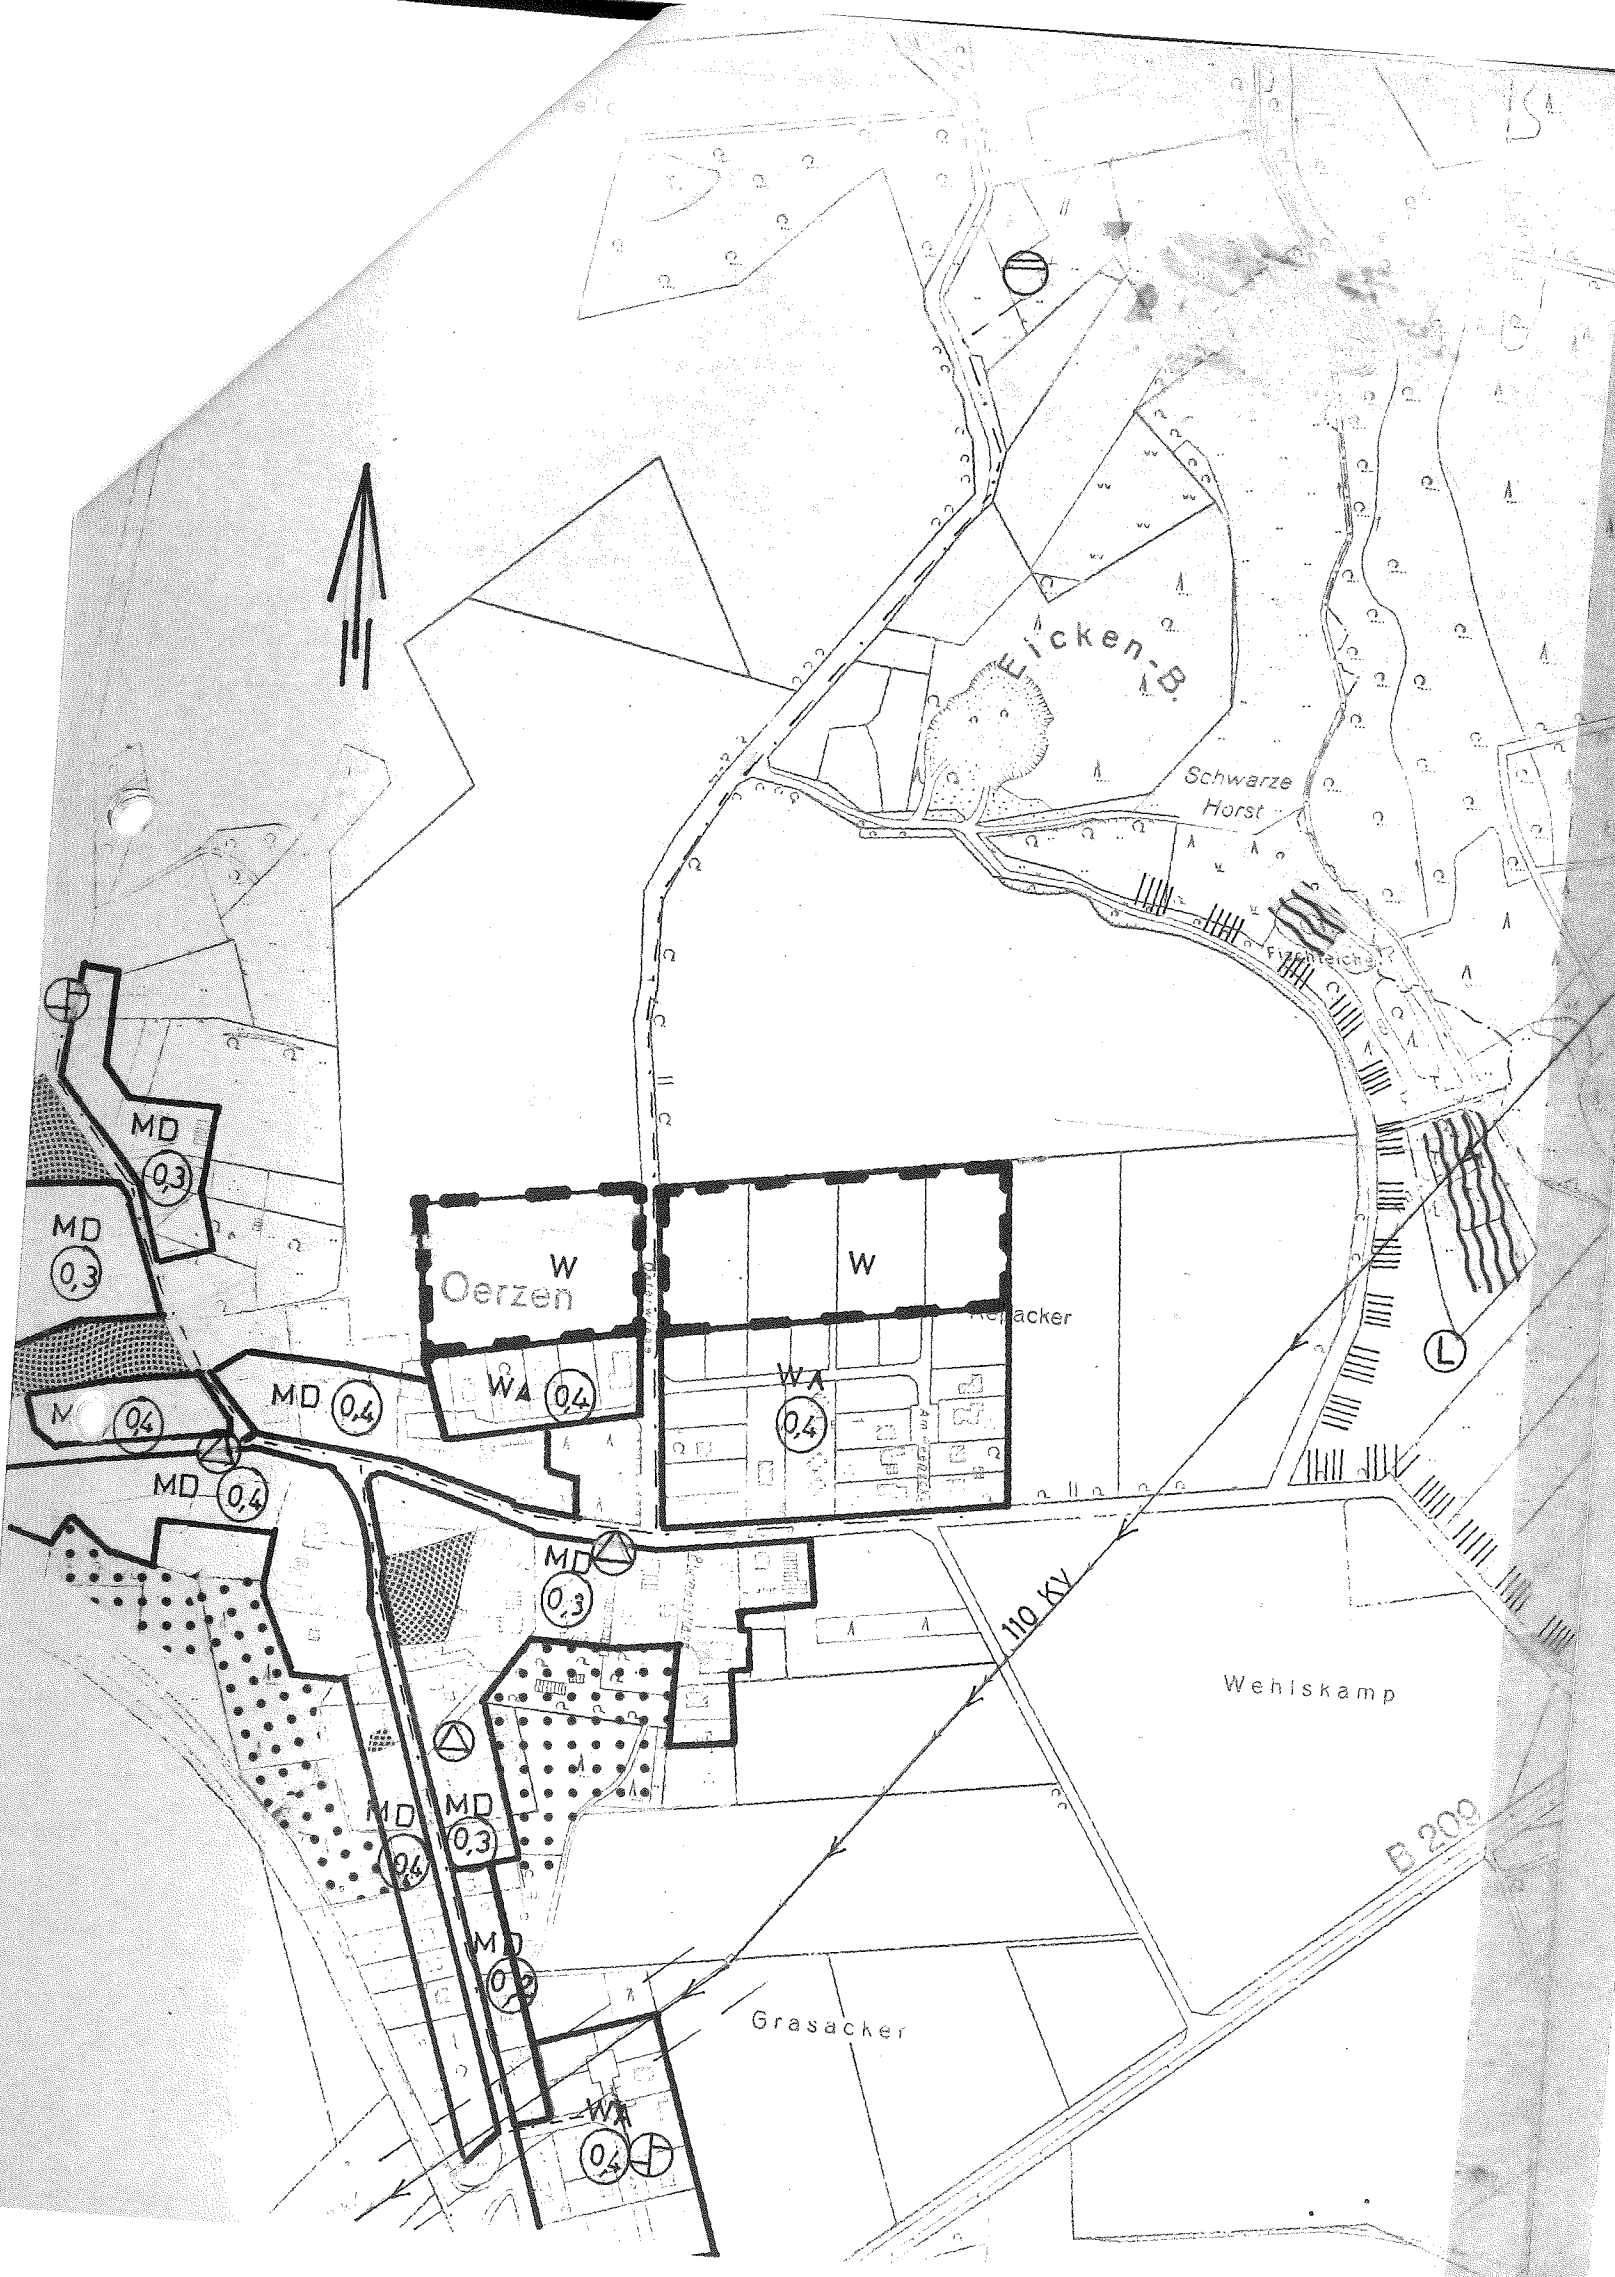 Eicken-B.
Schwarze
Horst
Fischteiche
MD
0,3
MD
0,3
W
W
Oerzen
acker
WA
0,4
WA
0,4
MD
0,4
0,4
MD
0,4
L
MD
0,3
110 KV
Wehlskamp
MD
0,4
MD
0,3
B 209
MD
Grasacker
WA
0,4